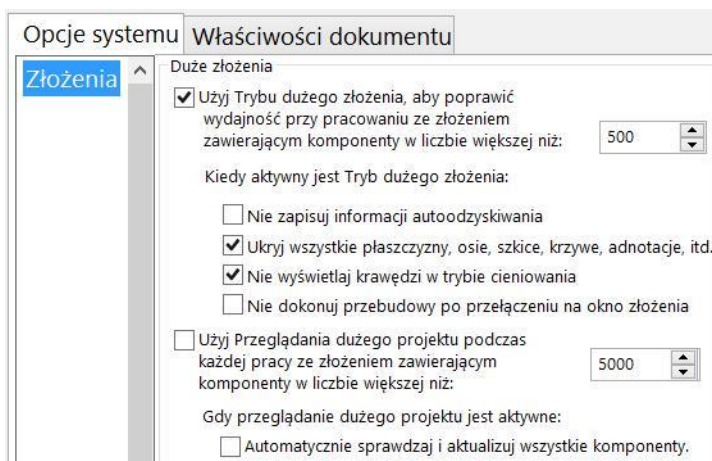 Opcje systemu
Właściwości dokumentu
Złożenia
Duże złożenia
Użyj Trybu dużego złożenia, aby poprawić
wydajność przy pracowaniu ze złożeniem
zawierającym komponenty w liczbie większej niż:
500
Kiedy aktywny jest Tryb dużego złożenia:
Nie zapisuj informacji autoodzyskiwania
Ukryj wszystkie płaszczyzny, osie, szkice, krzywe, adnotacje, itd.
Nie wyświetlaj krawędzi w trybie cieniowania
Nie dokonuj przebudowy po przełączeniu na okno złożenia
Użyj Przeglądania dużego projektu podczas
każdej pracy ze złożeniem zawierającym
komponenty w liczbie większej niż:
5000
Gdy przeglądanie dużego projektu jest aktywne:
Automatycznie sprawdzaj i aktualizuj wszystkie komponenty.